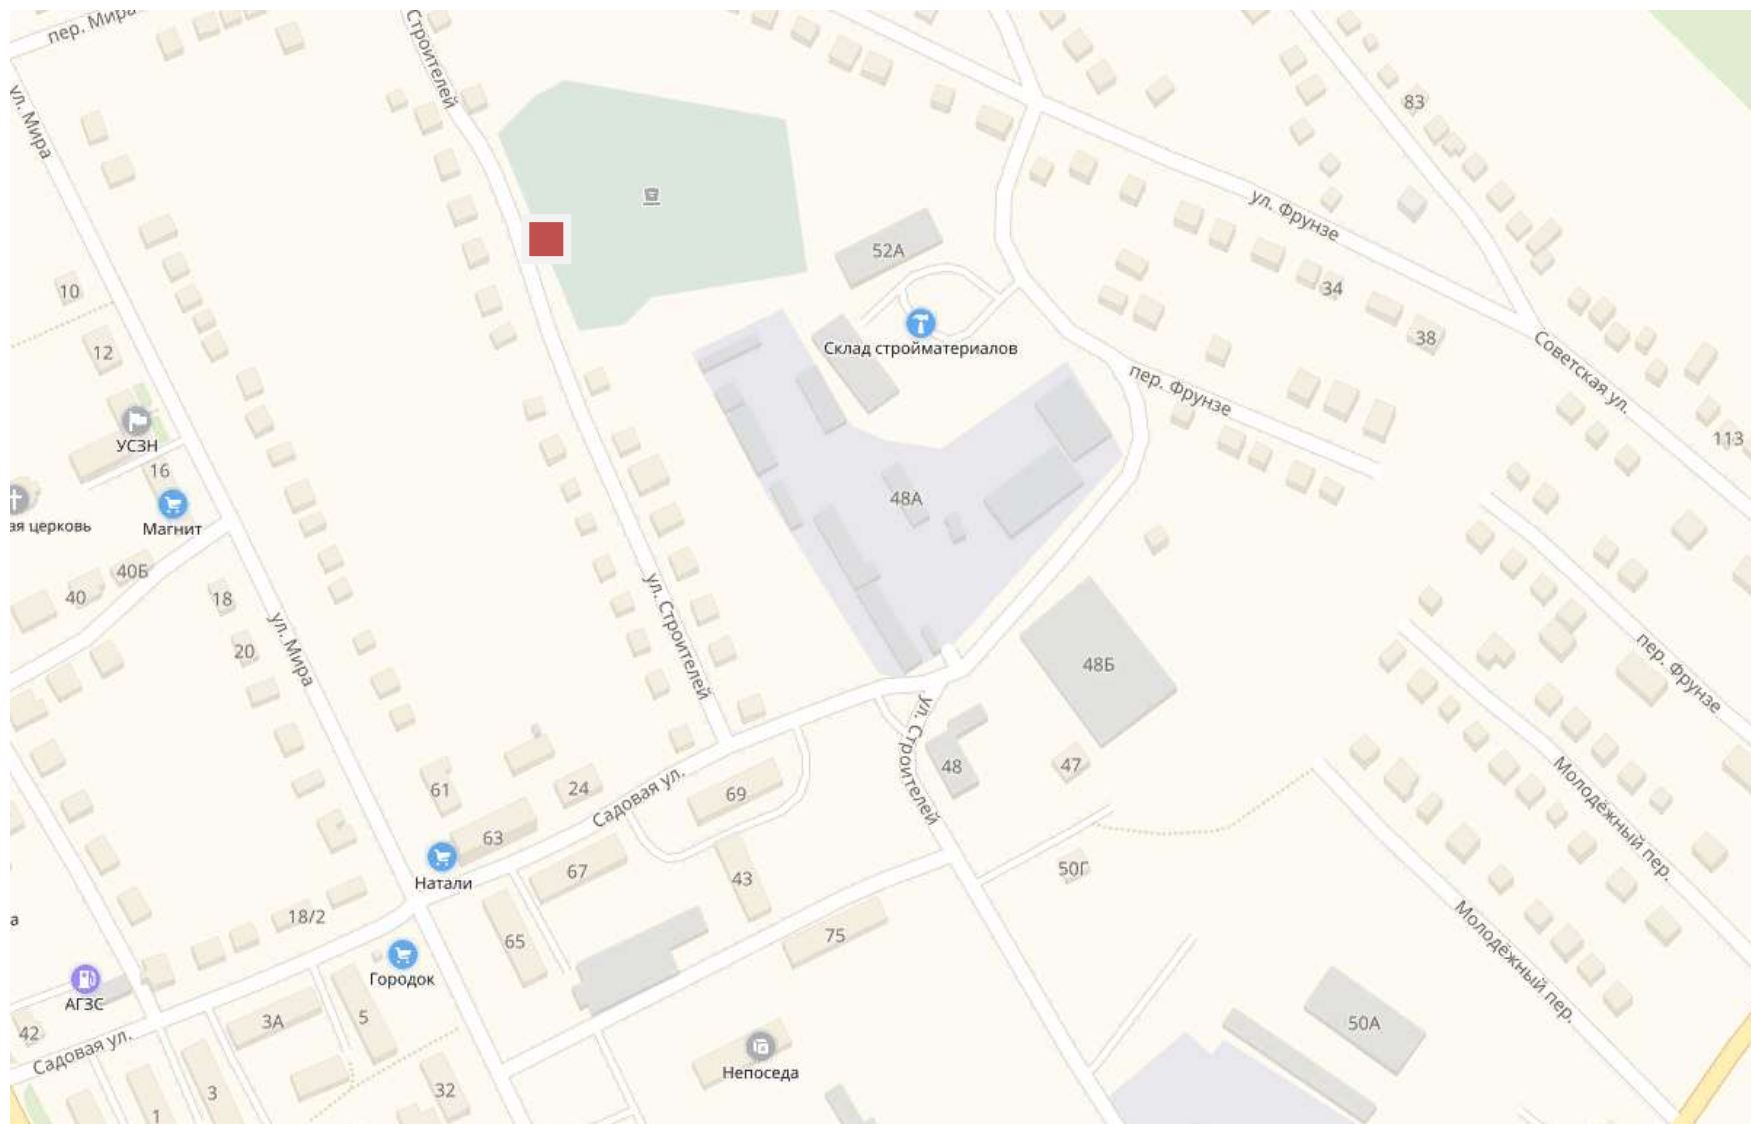 пер. Мира
Строителей
83
ул. Мира
ул. Фрунзе
52А
10
34
38
Склад стройматериалов
12
Советская ул.
пер. Фрунзе
113
УСЗН
16
48А
ая церковь
Магнит
40Б
40
18
ул. Строителей
ул. Мира
20
48Б
пер. Фрунзе
ул. Строителей
48
47
61
24
Садовая ул.
69
Молодёжный пер.
63
67
43
50Г
Натали
а
18/2
65
75
Молодёжный пер.
Городок
АГЗС
42
3А
5
50А
Садовая ул.
Непоседа
3
32
1